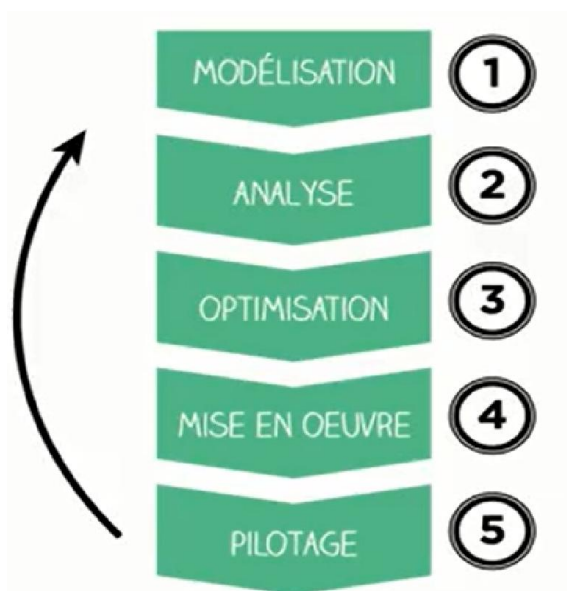 MODÉLISATION 1
ANALYSE 2
OPTIMISATION 3
MISE EN OEUVRE 4
PILOTAGE 5